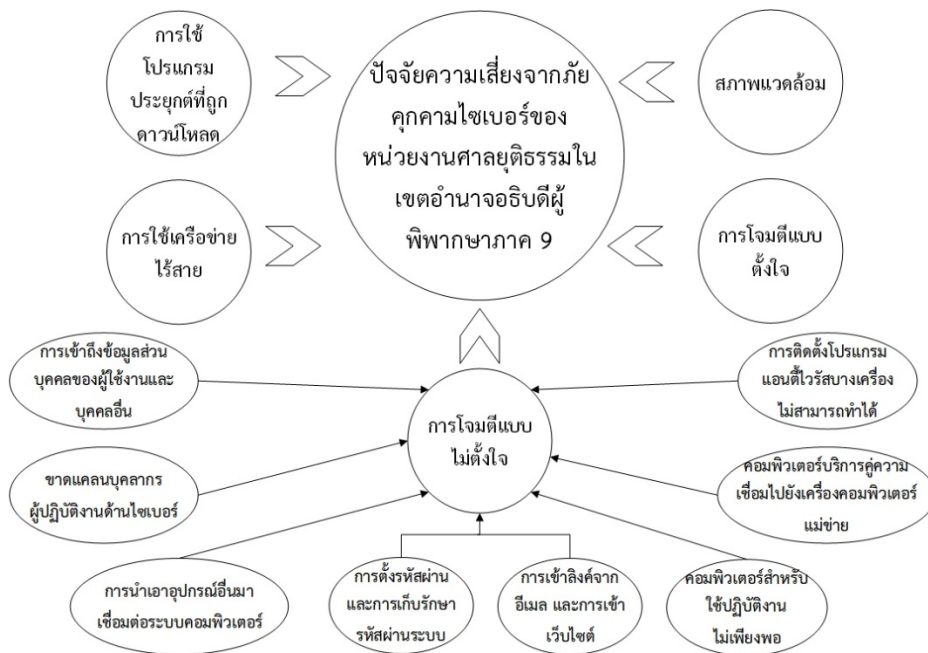 การใช้
โปรแกรม
ประยุกต์ที่ถูก
ดาวน์โหลด
ปัจจัยความเสี่ยงจากภัย
คุกคามไซเบอร์ของ
หน่วยงานศาลยุติธรรมใน
เขตอำนาจอธิบดีผู้
พิพากษาภาค 9
สภาพแวดล้อม
การใช้เครือข่าย
ไร้สาย
การโจมตีแบบ
ตั้งใจ
การเข้าถึงข้อมูลส่วน
บุคคลของผู้ใช้งานและ
บุคคลอื่น
การโจมตีแบบ
ไม่ตั้งใจ
การติดตั้งโปรแกรม
แอนตี้ไวรัสบางเครื่อง
ไม่สามารถทำได้
ขาดแคลนบุคลากร
ผู้ปฏิบัติงานด้านไซเบอร์
คอมพิวเตอร์บริการคู่ความ
เชื่อมไปยังเครื่องคอมพิวเตอร์
แม่ข่าย
การนำเอาอุปกรณ์อื่นมา
เชื่อมต่อระบบคอมพิวเตอร์
การตั้งรหัสผ่าน
และการเก็บรักษา
รหัสผ่านระบบ
การเข้าลิงค์จาก
อีเมล และการเข้า
เว็บไซต์
คอมพิวเตอร์สำหรับ
ใช้ปฏิบัติงาน
ไม่เพียงพอ